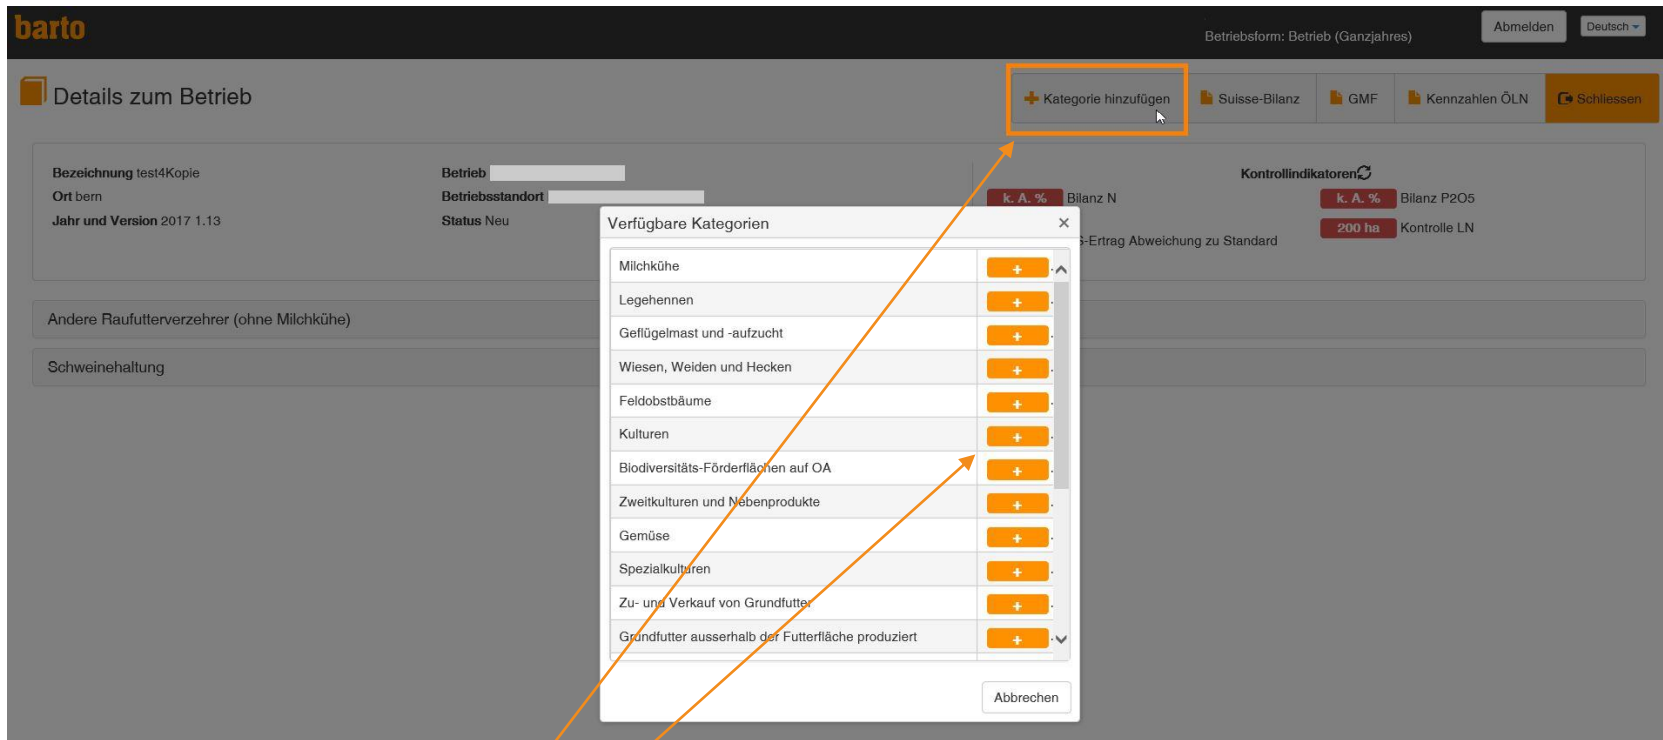 barto
Betriebsform: Betrieb (Ganzjahres)
Abmelden
Deutsch
Details zum Betrieb
Kategorie hinzufügen
Suisse-Bilanz
GMF
Kennzahlen ÖLN
Schliessen
Bezeichnung test4Kopie
Ort bern
Jahr und Version 2017 1.13
Betrieb
Betriebsstandort
Status Neu
Kontrollindikatoren
k. A. % Bilanz N
k. A. % Bilanz P2O5
S-Ertrag Abweichung zu Standard
200 ha Kontrolle LN
Andere Raufutterverzehrer (ohne Milchkühe)
Schweinehaltung
Verfügbare Kategorien ×
Milchkühe +
Legehennen +
Geflügelmast und -aufzucht +
Wiesen, Weiden und Hecken +
Feldobstbäume +
Kulturen +
Biodiversitäts-Förderflächen auf OA +
Zweitkulturen und Nebenprodukte +
Gemüse +
Spezialkulturen +
Zu- und Verkauf von Grundfutter +
Grundfutter ausserhalb der Futterfläche produziert +
Abbrechen